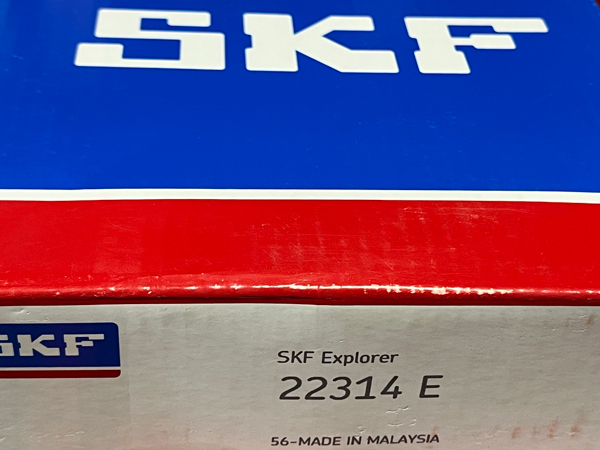 SKF
SKF
SKF Explorer
22314 E
56-MADE IN MALAYSIA